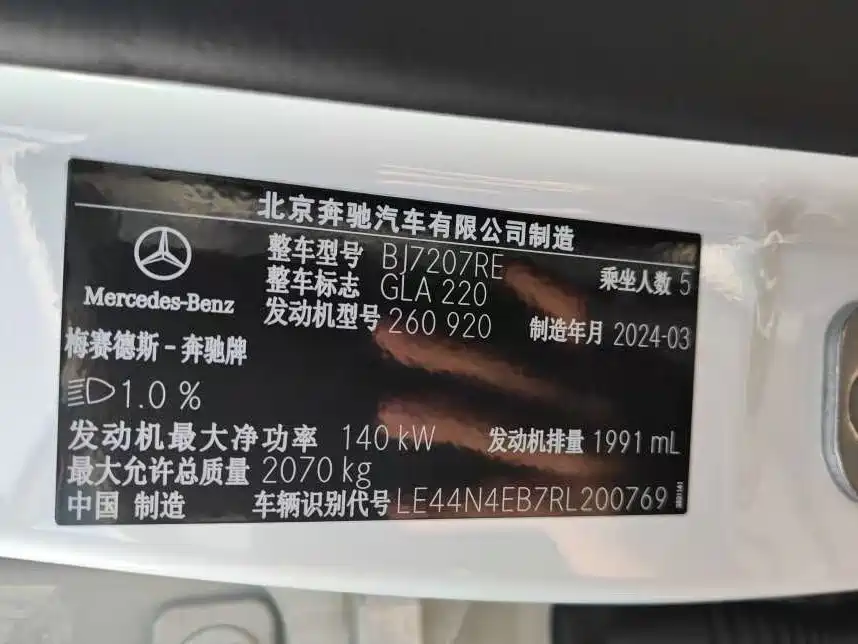 北京奔驰汽车有限公司制造
Mercedes-Benz
梅赛德斯-奔驰牌
整车型号 BJ7207RE 乘坐人数 5
整车标志 GLA 220
发动机型号 260 920 制造年月 2024-03
1.0 %
发动机最大净功率 140 kW 发动机排量 1991 mL
最大允许总质量 2070 kg
中国 制造 车辆识别代号 LE44N4EB7RL200769